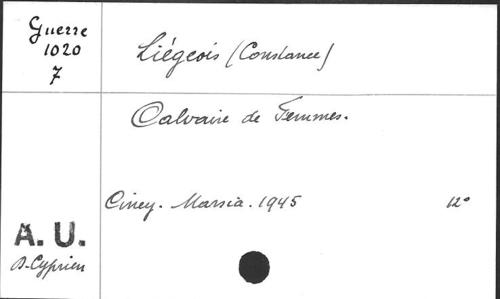 Guerre
1020
7
Liégeois (Constance)
Calvaire de Femmes.
Ciney. Marsia. 1945 12°
A. U.
D-Cyprien